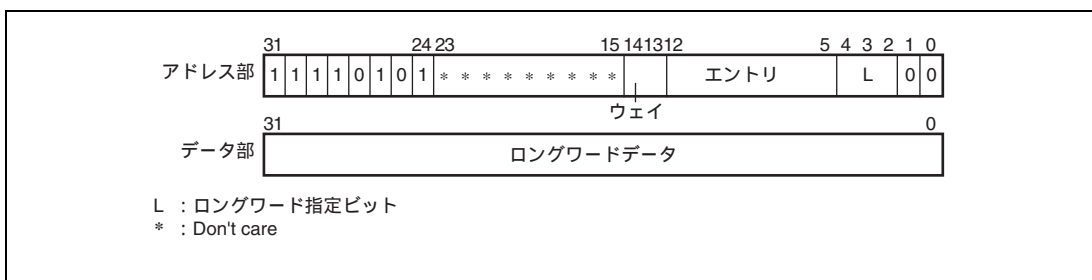 31 24 23 15 14 13 12 5 4 3 2 1 0
アドレス部 1 1 1 1 0 1 0 1 * * * * * * * * * エントリ L 0 0
ウェイ
31 0
データ部 ロングワードデータ
L : ロングワード指定ビット
* : Don't care